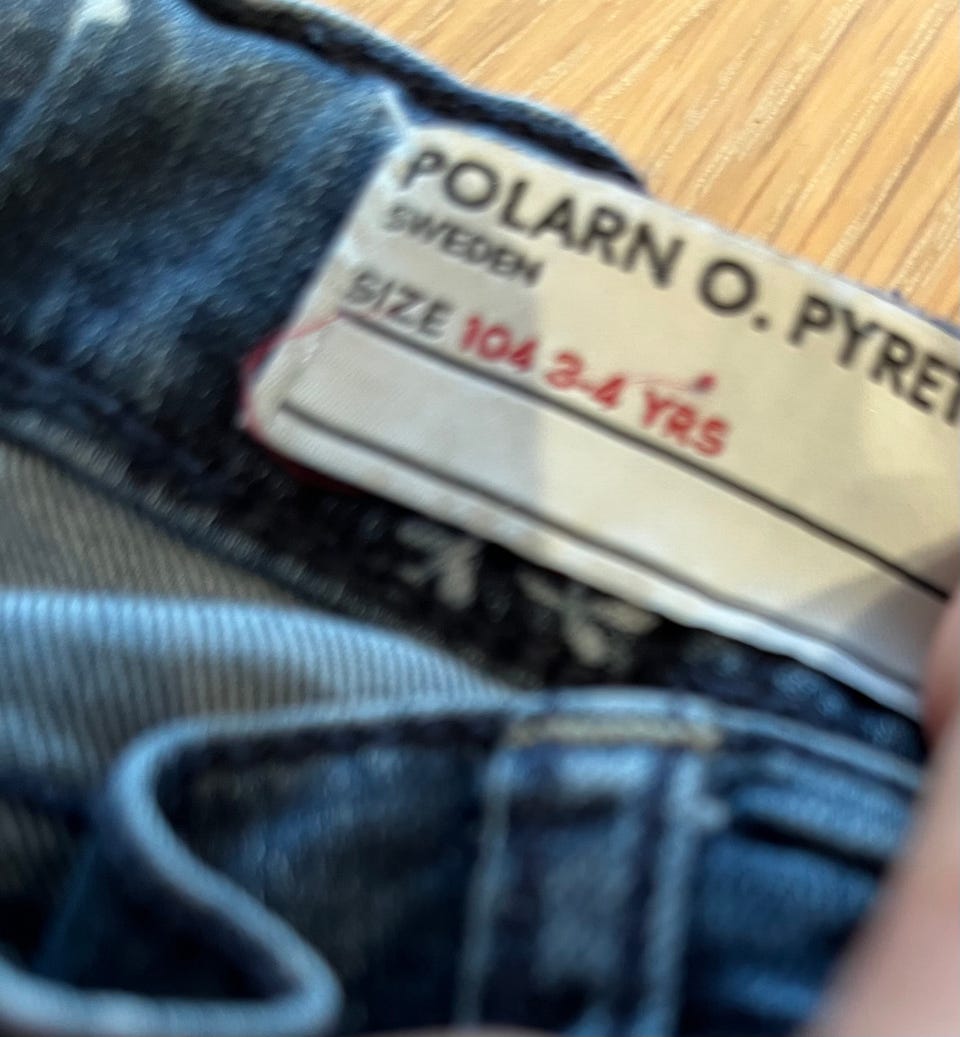 POLARN O. PYRET
SWEDEN
SIZE 104 3-4 YRS